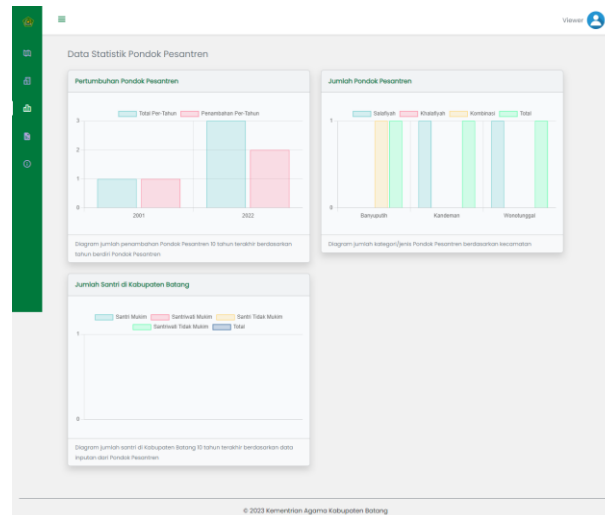 Viewer
Data Statistik Pondok Pesantren
Pertumbuhan Pondok Pesantren
Total Per-Tahun Penambahan Per-Tahun
3
2
1
0
2001 2022
Diagram jumlah penambahan Pondok Pesantren 10 tahun terakhir berdasarkan
tahun berdiri Pondok Pesantren
Jumlah Pondok Pesantren
Salafiyah Khalafiyah Kombinasi Total
1
0
Banyuputih Kandeman Wonotunggal
Diagram jumlah kategori/jenis Pondok Pesantren berdasarkan kecamatan
Jumlah Santri di Kabupaten Batang
Santri Mukim Santriwati Mukim Santri Tidak Mukim
Santriwati Tidak Mukim Total
1
0
Diagram jumlah santri di Kabupaten Batang 10 tahun terakhir berdasarkan data
inputan dari Pondok Pesantren
© 2023 Kementrian Agama Kabupaten Batang